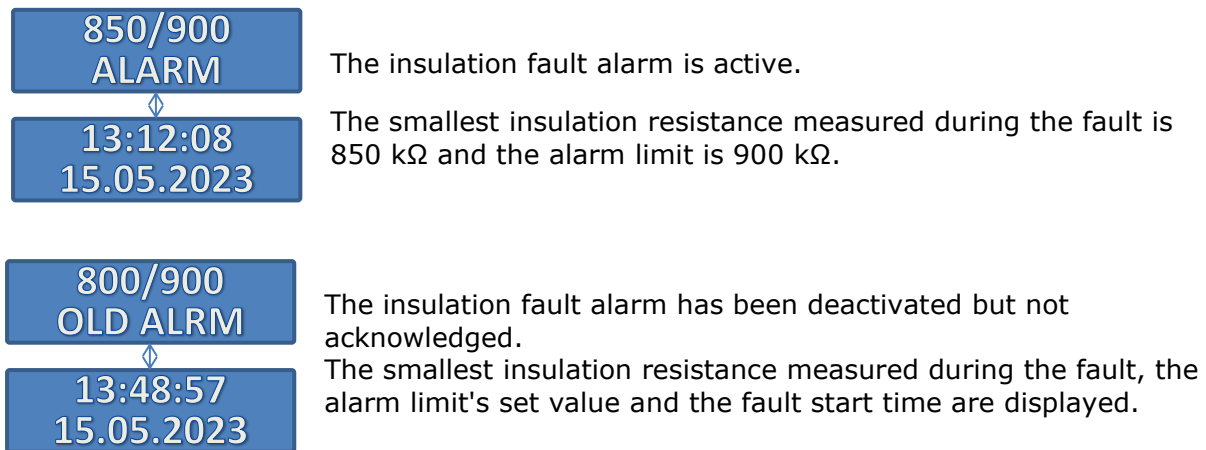 850/900
ALARM
The insulation fault alarm is active.
13:12:08
15.05.2023
The smallest insulation resistance measured during the fault is
850 kΩ and the alarm limit is 900 kΩ.
800/900
OLD ALRM
The insulation fault alarm has been deactivated but not
acknowledged.
13:48:57
15.05.2023
The smallest insulation resistance measured during the fault, the
alarm limit's set value and the fault start time are displayed.